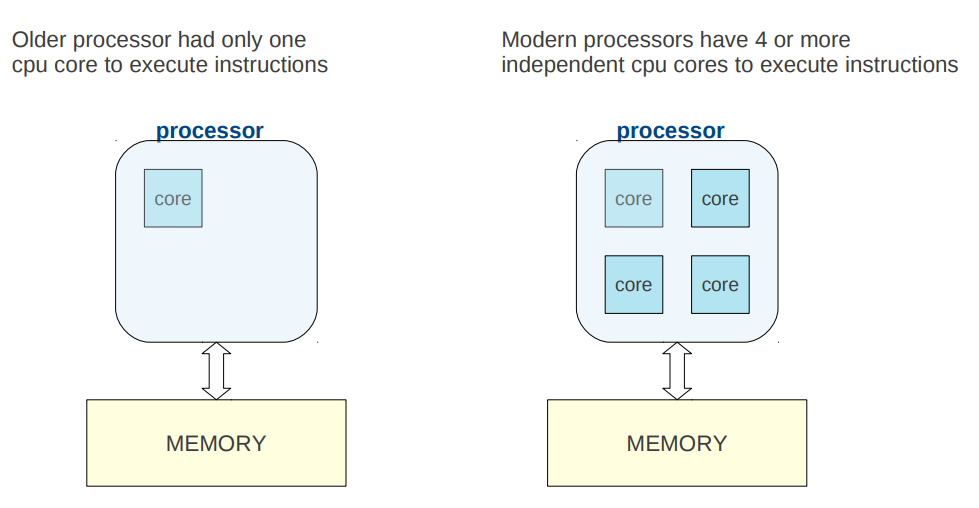 Older processor had only one
cpu core to execute instructions
Modern processors have 4 or more
independent cpu cores to execute instructions
processor
core
MEMORY
processor
core
core
core
core
MEMORY